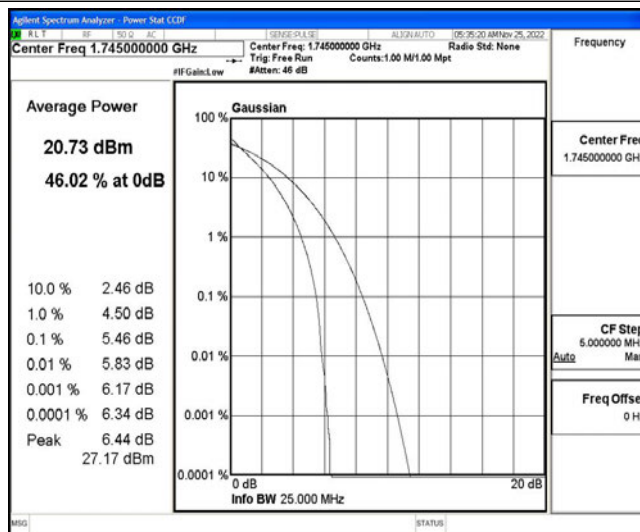 Agilent Spectrum Analyzer - Power Stat CCDF
R L T RF 50 Ω AC SENSE:PULSE ALIGN AUTO 05:35:20 AM Nov 25, 2022
Center Freq 1.745000000 GHz
Center Freq: 1.745000000 GHz Radio Std: None
Trig: Free Run Counts:1.00 M/1.00 Mpt
#IFGain:Low #Atten: 46 dB
Frequency
Average Power
20.73 dBm
46.02 % at 0dB
10.0 % 2.46 dB
1.0 % 4.50 dB
0.1 % 5.46 dB
0.01 % 5.83 dB
0.001 % 6.17 dB
0.0001 % 6.34 dB
Peak 6.44 dB
27.17 dBm
Gaussian
100 %
10 %
1 %
0.1 %
0.01 %
0.001 %
0.0001 %
0 dB 20 dB
Info BW 25.000 MHz
Center Freq
1.745000000 GH
CF Step
5.000000 MH
Auto Ma
Freq Offse
0 H
MSG STATUS